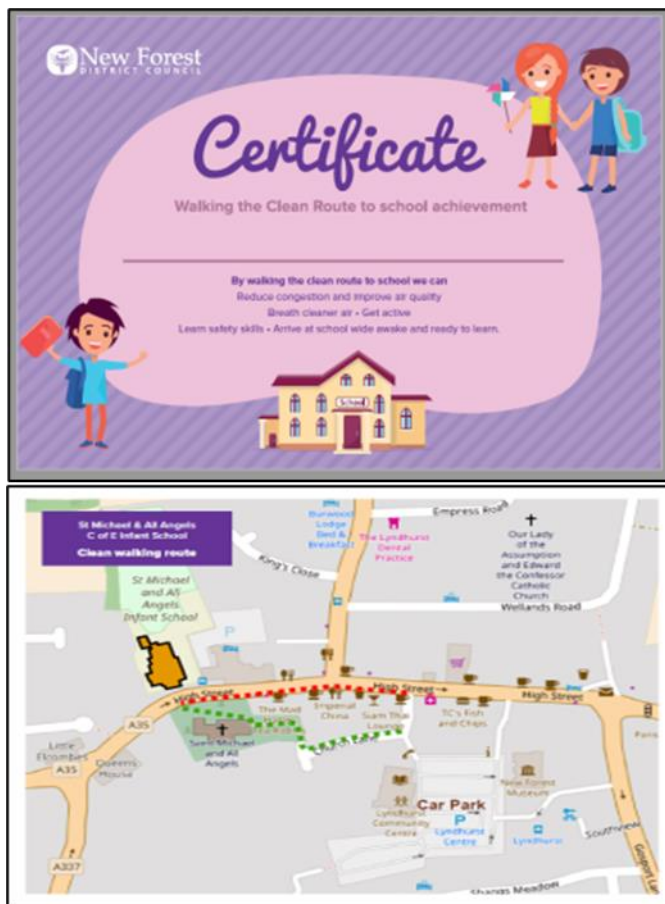 New Forest
DISTRICT COUNCIL
Certificate
Walking the Clean Route to school achievement
By walking the clean route to school we can
Reduce congestion and improve air quality
Breath cleaner air • Get active
Learn safety skills • Arrive at school wide awake and ready to learn.
School
St Michael & All Angels
C of E Infant School
Clean walking route
Burwood
Lodge
Bed &
Breakfast
Empress Road
The Lyndhurst
Dental
Practice
Our Lady
of the
Assumption and
Edward
the Confessor
Catholic
Church
King's Close
St Michael
and All
Angels
Infant School
Wellands Road
P
High Street
High Street
High Street
A35
The Mad
Imperial
China
Siam Thai
Lounge
TC's Fish
and Chips
Saint Michael
and All
Angels
Church Lane
A35
Queens
House
Car Park
P
Lyndhurst
Centre
Lyndhurst
Community
Centre
New Forest
Museum
Lyndhurst
Southview
Gosport Lane
A337
Shaggs Meadow